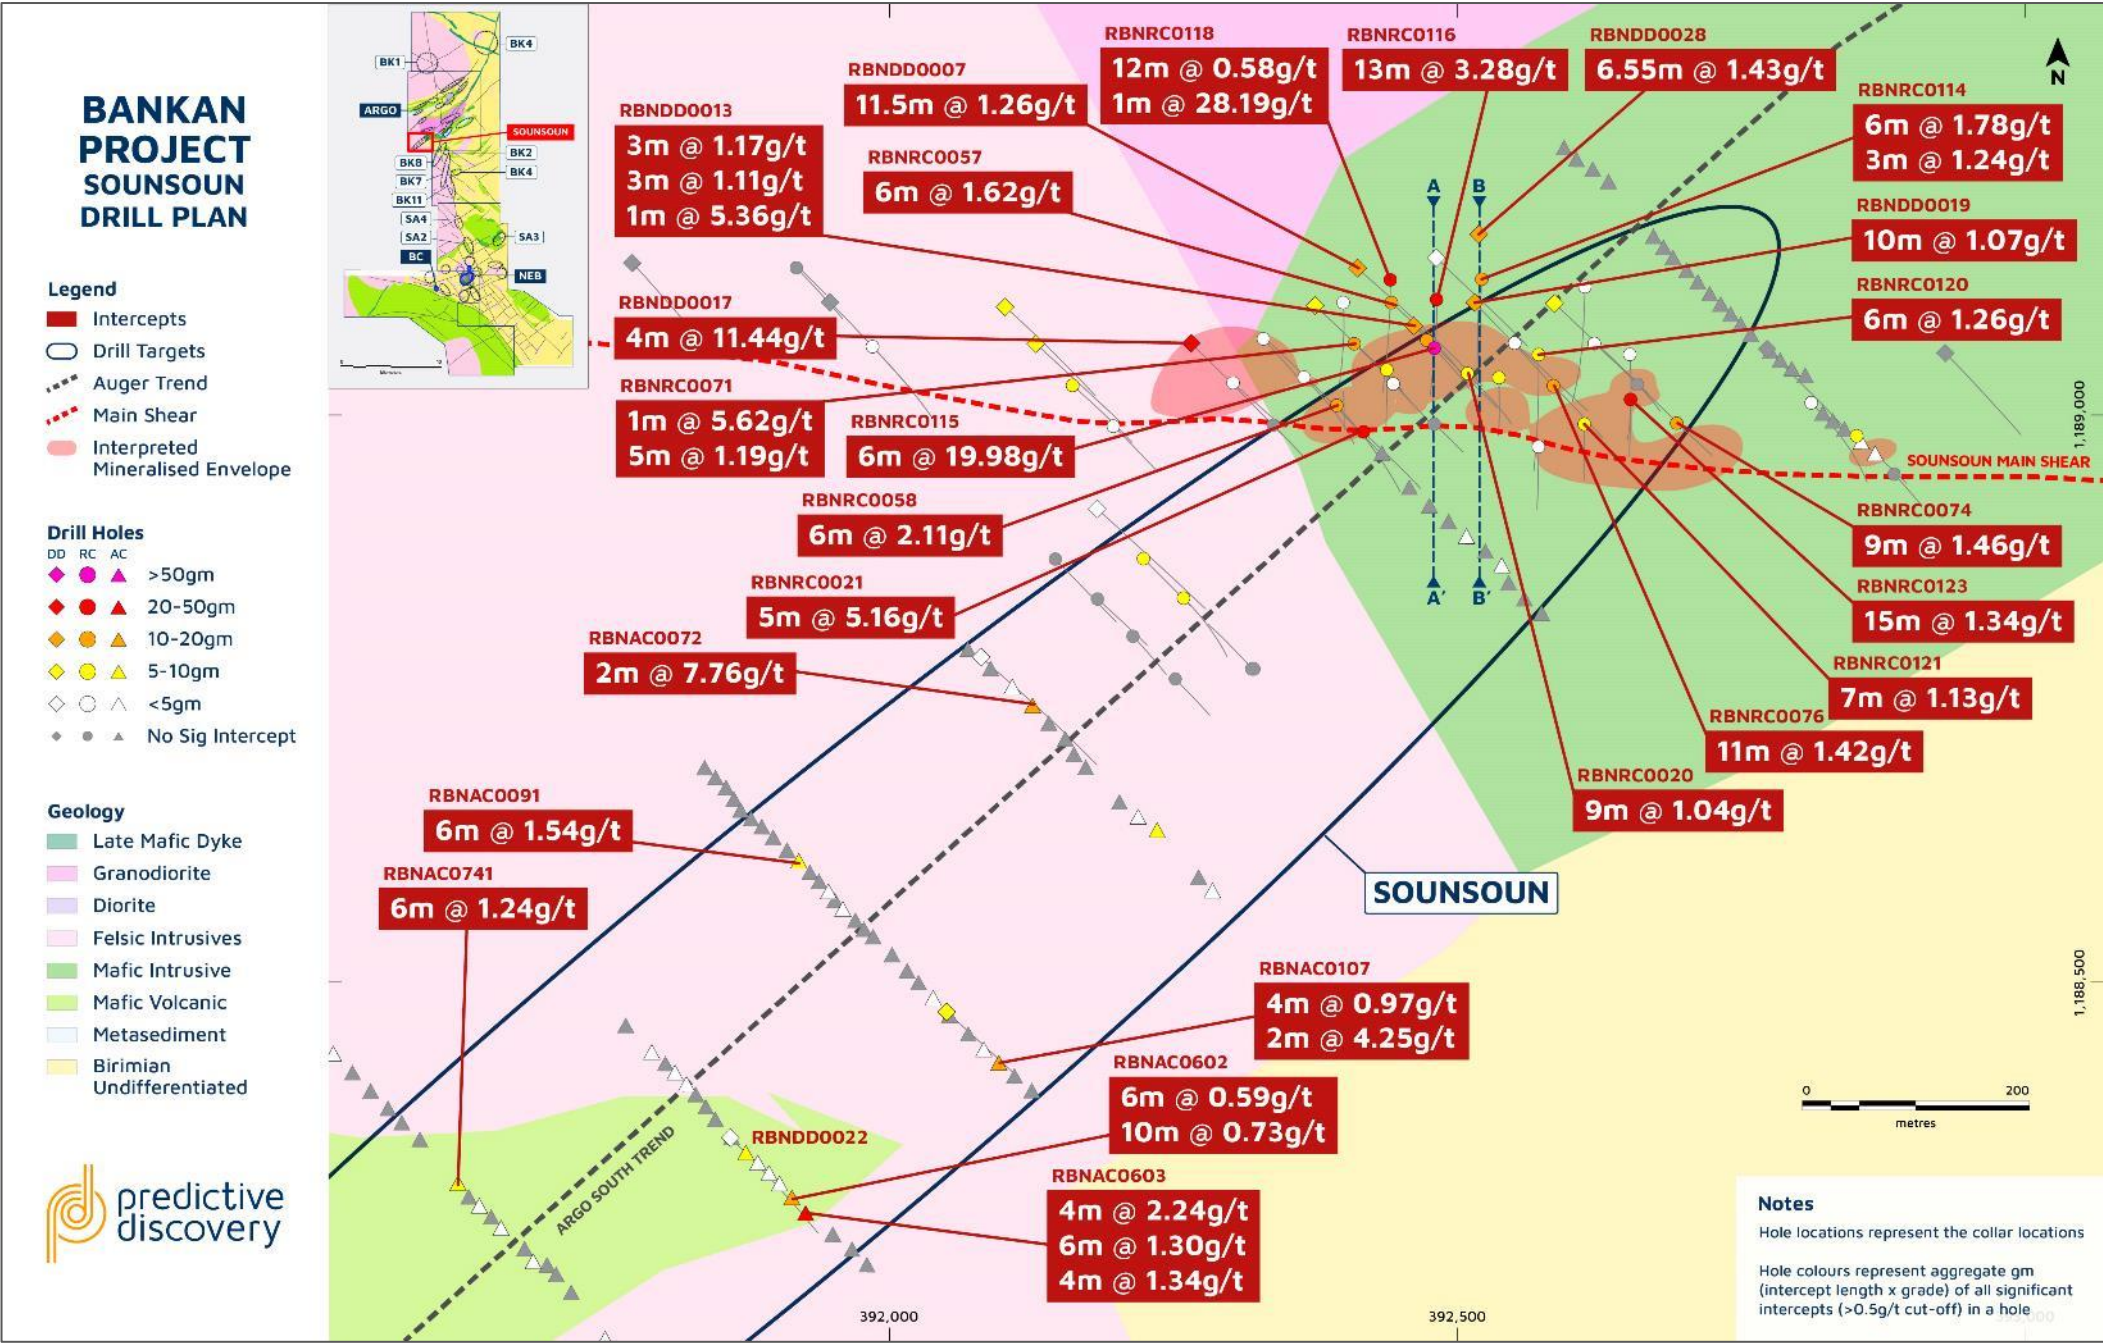 BANKAN
PROJECT
SOUNSOUN
DRILL PLAN
Legend
Intercepts
Drill Targets
Auger Trend
Main Shear
Interpreted
Mineralised Envelope
Drill Holes
DD RC AC
>50gm
20-50gm
10-20gm
5-10gm
<5gm
No Sig Intercept
Geology
Late Mafic Dyke
Granodiorite
Diorite
Felsic Intrusives
Mafic Intrusive
Mafic Volcanic
Metasediment
Birimian
Undifferentiated
predictive
discovery
BK4
BK1
ARGO
SOUNSOUN
BK2
BK8
BK4
BK7
BK11
SA4
SA2
SA3
BC
NEB
RBNDD0013
3m @ 1.17g/t
3m @ 1.11g/t
1m @ 5.36g/t
RBNDD0007
11.5m @ 1.26g/t
RBNRC0057
6m @ 1.62g/t
RBNRC0118
12m @ 0.58g/t
1m @ 28.19g/t
RBNRC0116
13m @ 3.28g/t
RBNDD0028
6.55m @ 1.43g/t
N
RBNRC0114
6m @ 1.78g/t
3m @ 1.24g/t
RBNDD0019
10m @ 1.07g/t
RBNRC0120
6m @ 1.26g/t
A
B
RBNDD0017
4m @ 11.44g/t
RBNRC0071
1m @ 5.62g/t
5m @ 1.19g/t
RBNRC0115
6m @ 19.98g/t
RBNRC0058
6m @ 2.11g/t
RBNRC0021
5m @ 5.16g/t
A'
B'
1,189,000
SOUNSOUN MAIN SHEAR
RBNRC0074
9m @ 1.46g/t
RBNRC0123
15m @ 1.34g/t
RBNRC0121
7m @ 1.13g/t
RBNRC0076
11m @ 1.42g/t
RBNRC0020
9m @ 1.04g/t
RBNAC0072
2m @ 7.76g/t
RBNAC0091
6m @ 1.54g/t
RBNAC0741
6m @ 1.24g/t
SOUNSOUN
RBNAC0107
4m @ 0.97g/t
2m @ 4.25g/t
1,188,500
RBNAC0602
6m @ 0.59g/t
10m @ 0.73g/t
RBNDD0022
ARGO SOUTH TREND
RBNAC0603
4m @ 2.24g/t
6m @ 1.30g/t
4m @ 1.34g/t
0 200
metres
392,000
392,500
Notes
Hole locations represent the collar locations
Hole colours represent aggregate gm
(intercept length x grade) of all significant
intercepts (>0.5g/t cut-off) in a hole